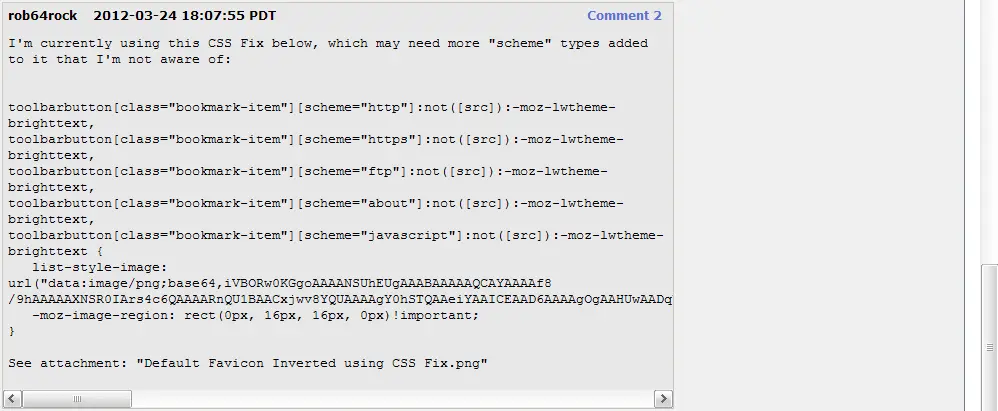 rob64rock 2012-03-24 18:07:55 PDT Comment 2
I'm currently using this CSS Fix below, which may need more "scheme" types added
to it that I'm not aware of:
toolbarbutton[class="bookmark-item"][scheme="http"]:not([src]):-moz-lwtheme-
brighttext,
toolbarbutton[class="bookmark-item"][scheme="https"]:not([src]):-moz-lwtheme-
brighttext,
toolbarbutton[class="bookmark-item"][scheme="ftp"]:not([src]):-moz-lwtheme-
brighttext,
toolbarbutton[class="bookmark-item"][scheme="about"]:not([src]):-moz-lwtheme-
brighttext,
toolbarbutton[class="bookmark-item"][scheme="javascript"]:not([src]):-moz-lwtheme-
brighttext {
list-style-image:
url("data:image/png;base64,iVBORw0KGgoAAAANSUhEUgAAABAAAAAQCAYAAAAf8
/9hAAAAAXNSR0IArs4c6QAAAARnQU1BAACxjwv8YQUAAAAgY0hSTQAAeiYAAICEAAD6AAAAgOgAAHUwAADq
-moz-image-region: rect(0px, 16px, 16px, 0px)!important;
}
See attachment: "Default Favicon Inverted using CSS Fix.png"